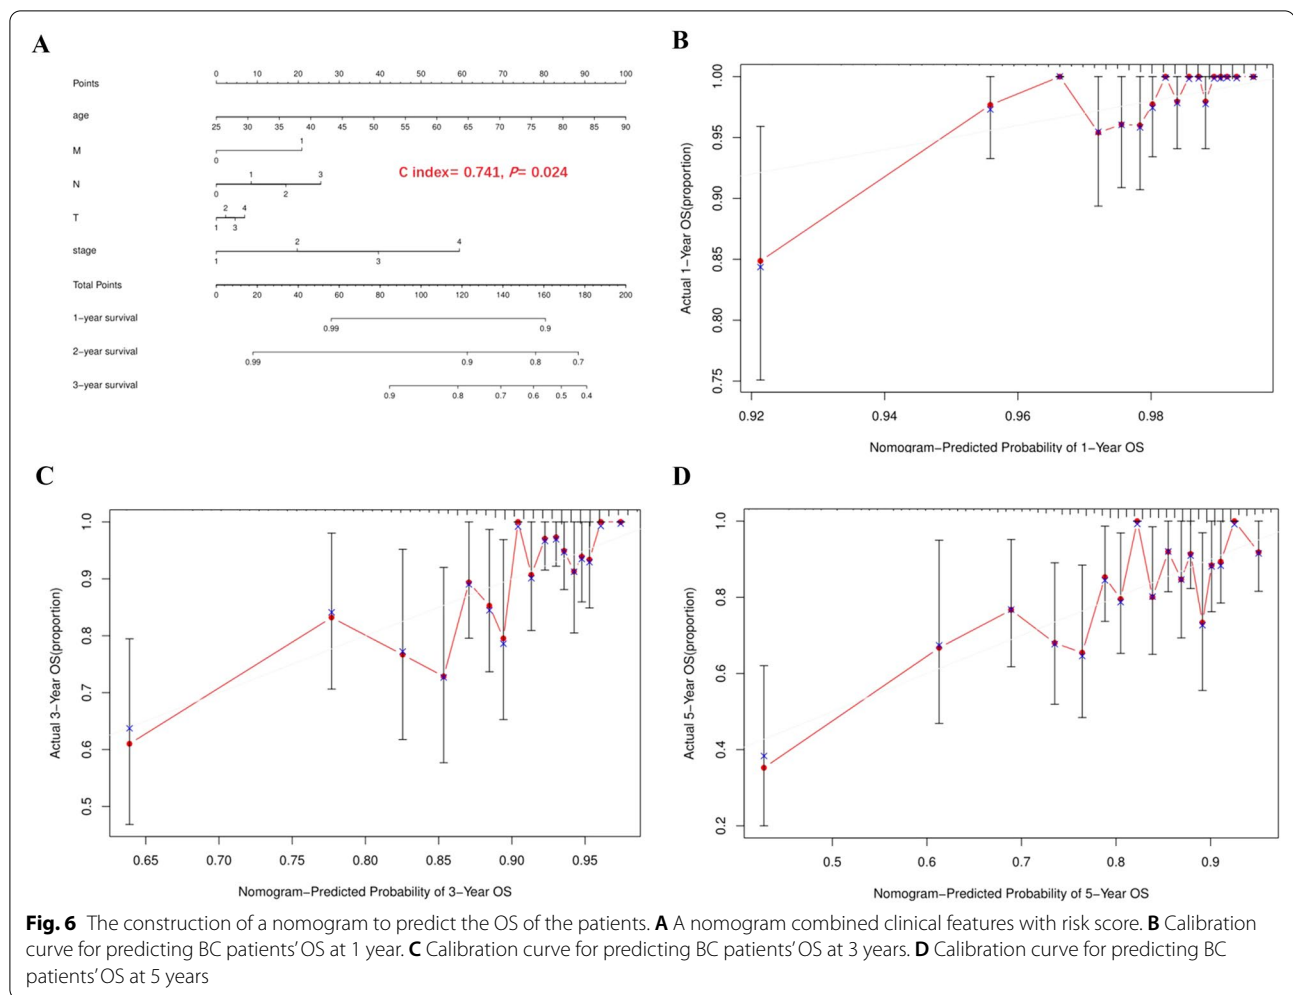 A
Points
0 10 20 30 40 50 60 70 80 90 100
age
25 30 35 40 45 50 55 60 65 70 75 80 85 90
M
1
0
N
1 3
0 2
T
2 4
1 3
stage
2 4
1 3
Total Points
0 20 40 60 80 100 120 140 160 180 200
1−year survival
0.99 0.9
2−year survival
0.99 0.9 0.8 0.7
3−year survival
0.9 0.8 0.7 0.6 0.5 0.4
C index= 0.741, P= 0.024
B
Actual 1−Year OS(proportion)
1.00
0.95
0.90
0.85
0.80
0.75
0.92 0.94 0.96 0.98
Nomogram−Predicted Probability of 1−Year OS
C
Actual 3−Year OS(proportion)
1.0
0.9
0.8
0.7
0.6
0.5
0.65 0.70 0.75 0.80 0.85 0.90 0.95
Nomogram−Predicted Probability of 3−Year OS
D
Actual 5−Year OS(proportion)
1.0
0.8
0.6
0.4
0.2
0.5 0.6 0.7 0.8 0.9
Nomogram−Predicted Probability of 5−Year OS
Fig. 6 The construction of a nomogram to predict the OS of the patients. A A nomogram combined clinical features with risk score. B Calibration
curve for predicting BC patients' OS at 1 year. C Calibration curve for predicting BC patients' OS at 3 years. D Calibration curve for predicting BC
patients' OS at 5 years